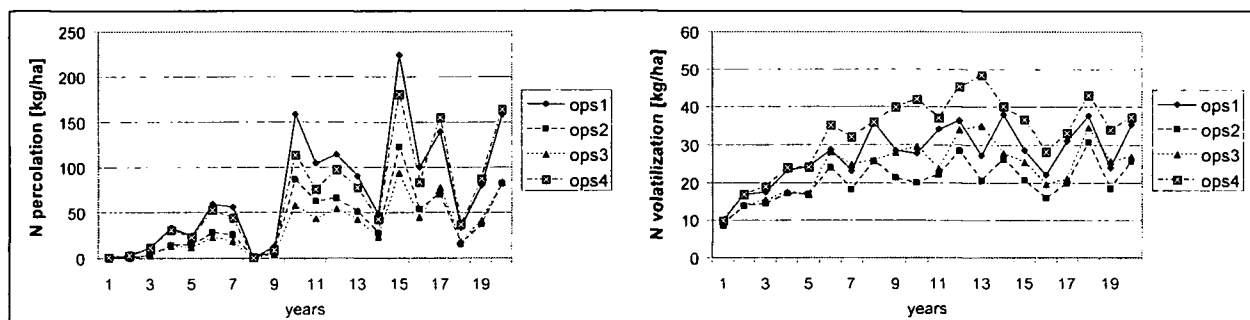 N percolation [kg/ha]
250
200
150
100
50
0
1 3 5 7 9 11 13 15 17 19
years
ops1
ops2
ops3
ops4
N volatilization [kg/ha]
60
50
40
30
20
10
0
1 3 5 7 9 11 13 15 17 19
years
ops1
ops2
ops3
ops4